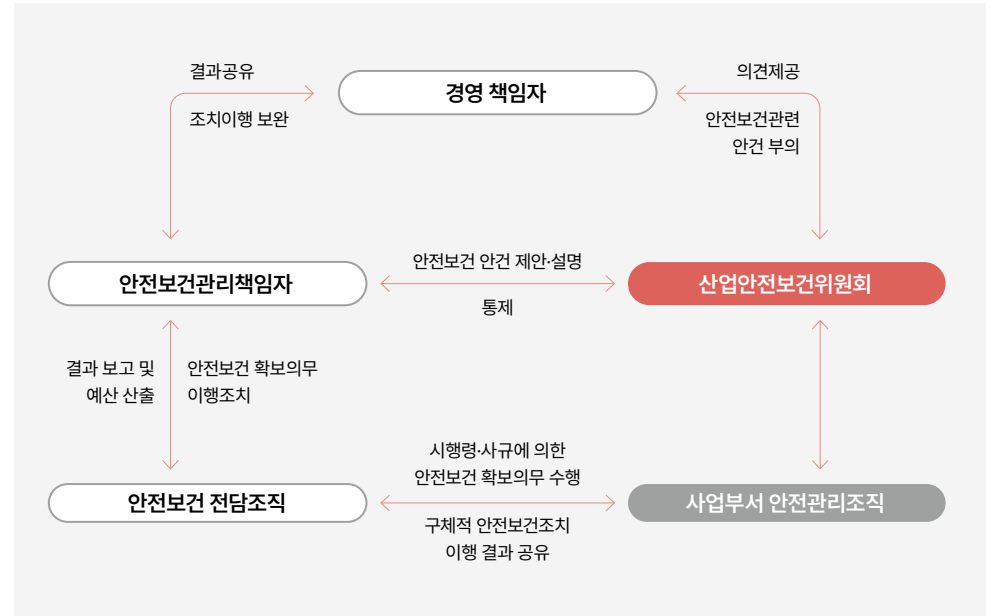 결과공유
경영 책임자
의견제공
조치이행 보완
안전보건관련
안건 부의
안전보건관리책임자
안전보건 안건 제안·설명
통제
산업안전보건위원회
결과 보고 및
예산 산출
안전보건 확보의무
이행조치
안전보건 전담조직
시행령·사규에 의한
안전보건 확보의무 수행
구체적 안전보건조치
이행 결과 공유
사업부서 안전관리조직